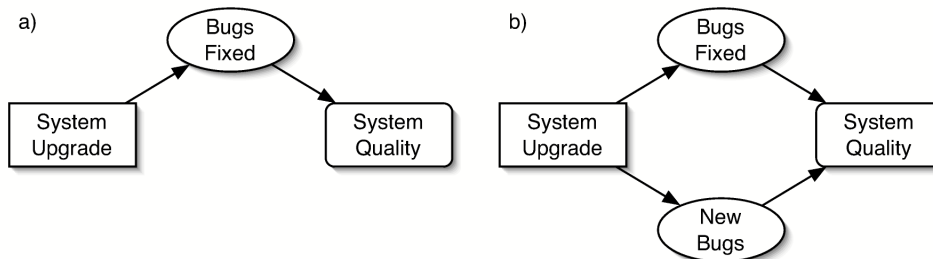 a)
Bugs
Fixed
System
Upgrade
System
Quality
b)
Bugs
Fixed
System
Upgrade
System
Quality
New
Bugs